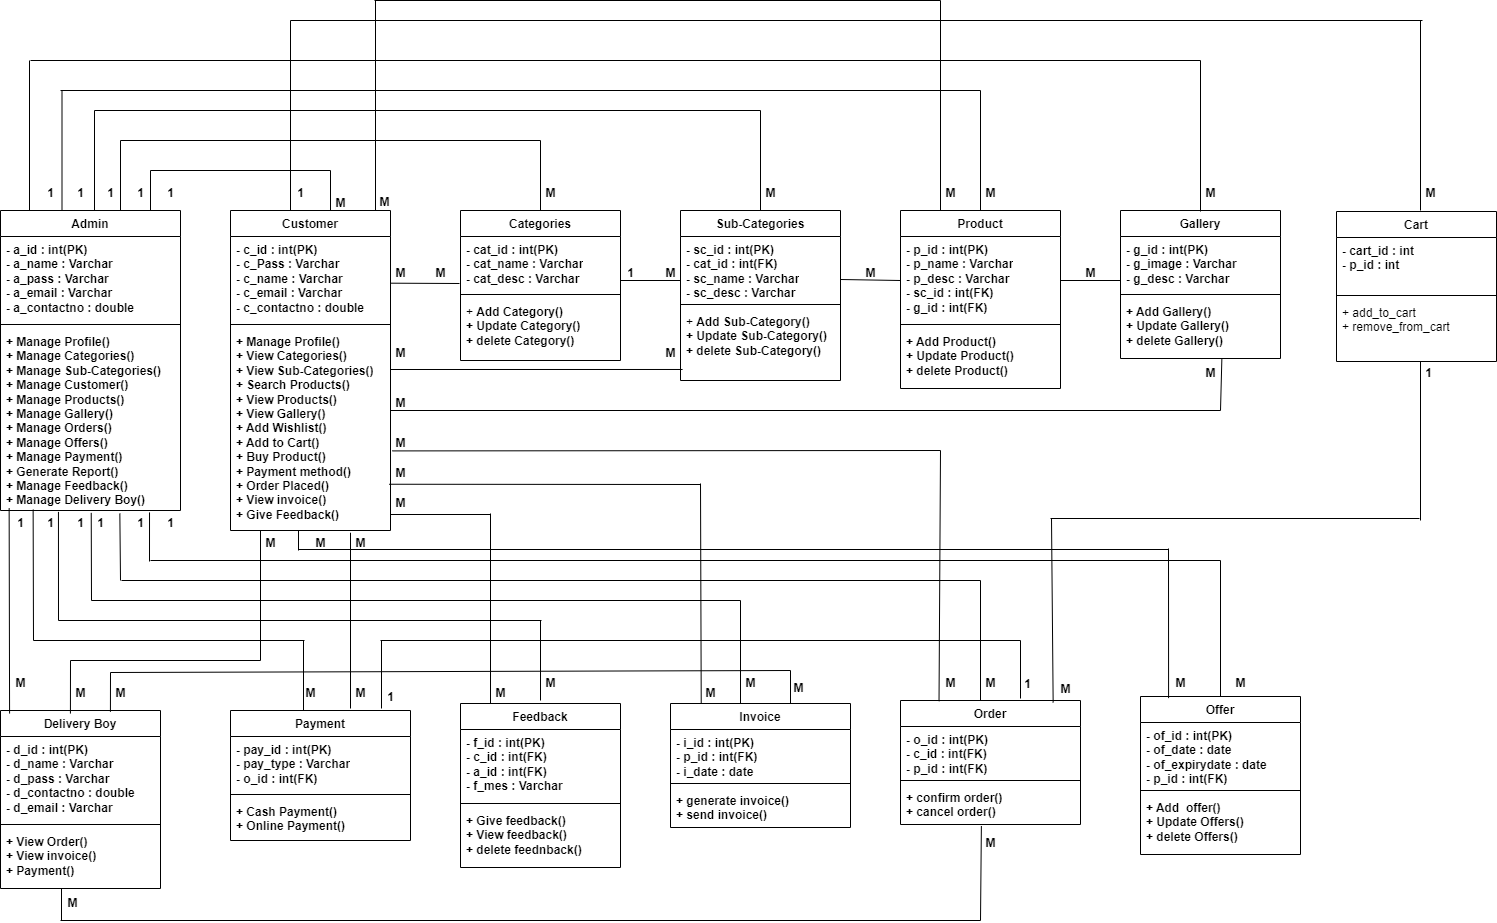 1
1
1
1
1
M
1
M
M
M
M
M
M
M
Admin
- a_id : int(PK)
- a_name : Varchar
- a_pass : Varchar
- a_email : Varchar
- a_contactno : double
+ Manage Profile()
+ Manage Categories()
+ Manage Sub-Categories()
+ Manage Customer()
+ Manage Products()
+ Manage Gallery()
+ Manage Orders()
+ Manage Offers()
+ Manage Payment()
+ Generate Report()
+ Manage Feedback()
+ Manage Delivery Boy()
Customer
- c_id : int(PK)
- c_Pass : Varchar
- c_name : Varchar
- c_email : Varchar
- c_contactno : double
+ Manage Profile()
+ View Categories()
+ View Sub-Categories()
+ Search Products()
+ View Products()
+ View Gallery()
+ Add Wishlist()
+ Add to Cart()
+ Buy Product()
+ Payment method()
+ Order Placed()
+ View invoice()
+ Give Feedback()
M
M
M
M
M
M
M
M
Categories
- cat_id : int(PK)
- cat_name : Varchar
- cat_desc : Varchar
+ Add Category()
+ Update Category()
+ delete Category()
1
M
Sub-Categories
- sc_id : int(PK)
- cat_id : int(FK)
- sc_name : Varchar
- sc_desc : Varchar
+ Add Sub-Category()
+ Update Sub-Category()
+ delete Sub-Category()
M
Product
- p_id : int(PK)
- p_name : Varchar
- p_desc : Varchar
- sc_id : int(FK)
- g_id : int(FK)
+ Add Product()
+ Update Product()
+ delete Product()
M
Gallery
- g_id : int(PK)
- g_image : Varchar
- g_desc : Varchar
+ Add Gallery()
+ Update Gallery()
+ delete Gallery()
M
Cart
- cart_id : int
- p_id : int
+ add_to_cart
+ remove_from_cart
1
1
1
1
1
1
1
M
M
M
M
M
M
M
M
1
M
M
M
M
M
M
M
1
M
M
M
Delivery Boy
- d_id : int(PK)
- d_name : Varchar
- d_pass : Varchar
- d_contactno : double
- d_email : Varchar
+ View Order()
+ View invoice()
+ Payment()
M
Payment
- pay_id : int(PK)
- pay_type : Varchar
- o_id : int(FK)
+ Cash Payment()
+ Online Payment()
Feedback
- f_id : int(PK)
- c_id : int(FK)
- a_id : int(FK)
- f_mes : Varchar
+ Give feedback()
+ View feedback()
+ delete feednback()
Invoice
- i_id : int(PK)
- p_id : int(FK)
- i_date : date
+ generate invoice()
+ send invoice()
Order
- o_id : int(PK)
- c_id : int(FK)
- p_id : int(FK)
+ confirm order()
+ cancel order()
M
Offer
- of_id : int(PK)
- of_date : date
- of_expirydate : date
- p_id : int(FK)
+ Add  offer()
+ Update Offers()
+ delete Offers()